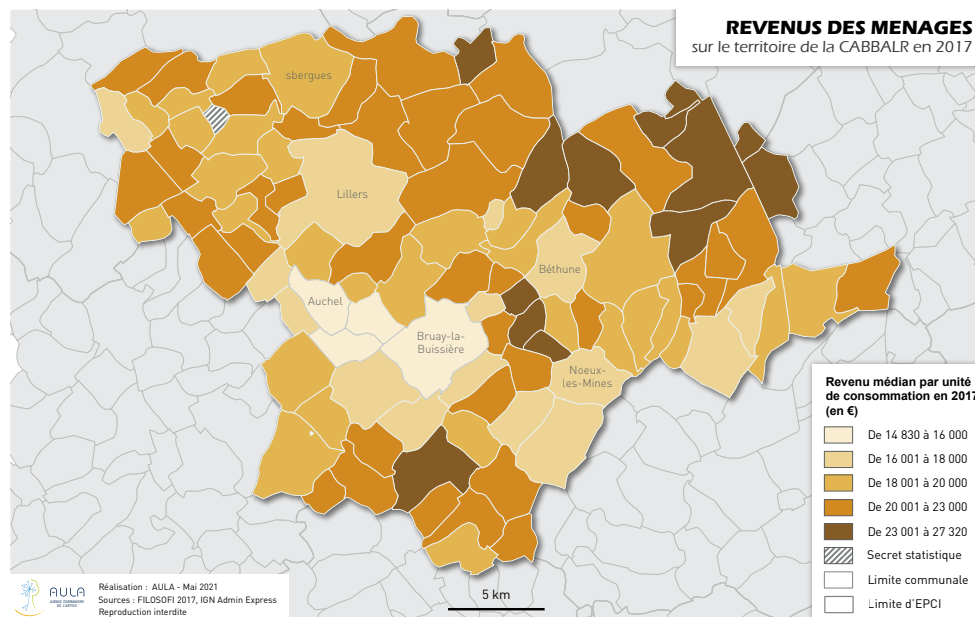 REVENUS DES MENAGES
sur le territoire de la CABBALR en 2017
sbergues
Lillers
Béthune
Auchel
Bruay-la-
Buissière
Noeux-
les-Mines
Revenu médian par unité
de consommation en 2017
(en €)
De 14 830 à 16 000
De 16 001 à 18 000
De 18 001 à 20 000
De 20 001 à 23 000
De 23 001 à 27 320
Secret statistique
Limite communale
Limite d'EPCI
AULA
AGENCE D'URBANISME
DE L'ARTOIS
Réalisation : AULA - Mai 2021
Sources : FILOSOFI 2017, IGN Admin Express
Reproduction interdite
5 km